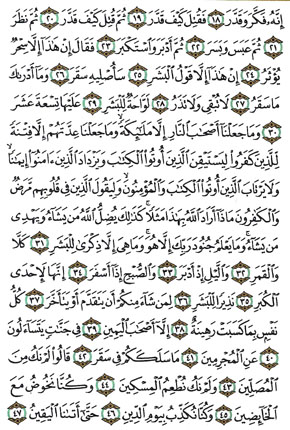 إِنَّهُۥ فَكَّرَ وَقَدَّرَ ١٨ فَقُتِلَ كَيْفَ قَدَّرَ ١٩ ثُمَّ قُتِلَ كَيْفَ قَدَّرَ ٢٠ ثُمَّ نَظَرَ
٢١ ثُمَّ عَبَسَ وَبَسَرَ ٢٢ ثُمَّ أَدْبَرَ وَٱسْتَكْبَرَ ٢٣ فَقَالَ إِنْ هَٰذَآ إِلَّا سِحْرٌ
يُؤْثَرُ ٢٤ إِنْ هَٰذَآ إِلَّا قَوْلُ ٱلْبَشَرِ ٢٥ سَأُصْلِيهِ سَقَرَ ٢٦ وَمَآ أَدْرَىٰكَ
مَا سَقَرُ ٢٧ لَا تُبْقِى وَلَا تَذَرُ ٢٨ لَوَّاحَةٌ لِّلْبَشَرِ ٢٩ عَلَيْهَا تِسْعَةَ عَشَرَ
٣٠ وَمَا جَعَلْنَآ أَصْحَٰبَ ٱلنَّارِ إِلَّا مَلَٰٓئِكَةً وَمَا جَعَلْنَا عِدَّتَهُمْ إِلَّا فِتْنَةً
لِّلَّذِينَ كَفَرُوا۟ لِيَسْتَيْقِنَ ٱلَّذِينَ أُوتُوا۟ ٱلْكِتَٰبَ وَيَزْدَادَ ٱلَّذِينَ ءَامَنُوٓا۟ إِيمَٰنًا
وَلَا يَرْتَابَ ٱلَّذِينَ أُوتُوا۟ ٱلْكِتَٰبَ وَٱلْمُؤْمِنُونَ وَلِيَقُولَ ٱلَّذِينَ فِى قُلُوبِهِم مَّرَضٌ
وَٱلْكَٰفِرُونَ مَاذَآ أَرَادَ ٱللَّهُ بِهَٰذَا مَثَلًا كَذَٰلِكَ يُضِلُّ ٱللَّهُ مَن يَشَآءُ وَيَهْدِى
مَن يَشَآءُ وَمَا يَعْلَمُ جُنُودَ رَبِّكَ إِلَّا هُوَ وَمَا هِىَ إِلَّا ذِكْرَىٰ لِلْبَشَرِ ٣١ كَلَّا
وَٱلْقَمَرِ ٣٢ وَٱلَّيْلِ إِذْ أَدْبَرَ ٣٣ وَٱلصُّبْحِ إِذَآ أَسْفَرَ ٣٤ إِنَّهَا لَإِحْدَى
ٱلْكُبَرِ ٣٥ نَذِيرًا لِّلْبَشَرِ ٣٦ لِمَن شَآءَ مِنكُمْ أَن يَتَقَدَّمَ أَوْ يَتَأَخَّرَ ٣٧ كُلُّ
نَفْسٍۭ بِمَا كَسَبَتْ رَهِينَةٌ ٣٨ إِلَّآ أَصْحَٰبَ ٱلْيَمِينِ ٣٩ فِى جَنَّٰتٍ يَتَسَآءَلُونَ
٤٠ عَنِ ٱلْمُجْرِمِينَ ٤١ مَا سَلَكَكُمْ فِى سَقَرَ ٤٢ قَالُوا۟ لَمْ نَكُ مِنَ
ٱلْمُصَلِّينَ ٤٣ وَلَمْ نَكُ نُطْعِمُ ٱلْمِسْكِينَ ٤٤ وَكُنَّا نَخُوضُ مَعَ
ٱلْخَآئِضِينَ ٤٥ وَكُنَّا نُكَذِّبُ بِيَوْمِ ٱلدِّينِ ٤٦ حَتَّىٰٓ أَتَىٰنَا ٱلْيَقِينُ ٤٧